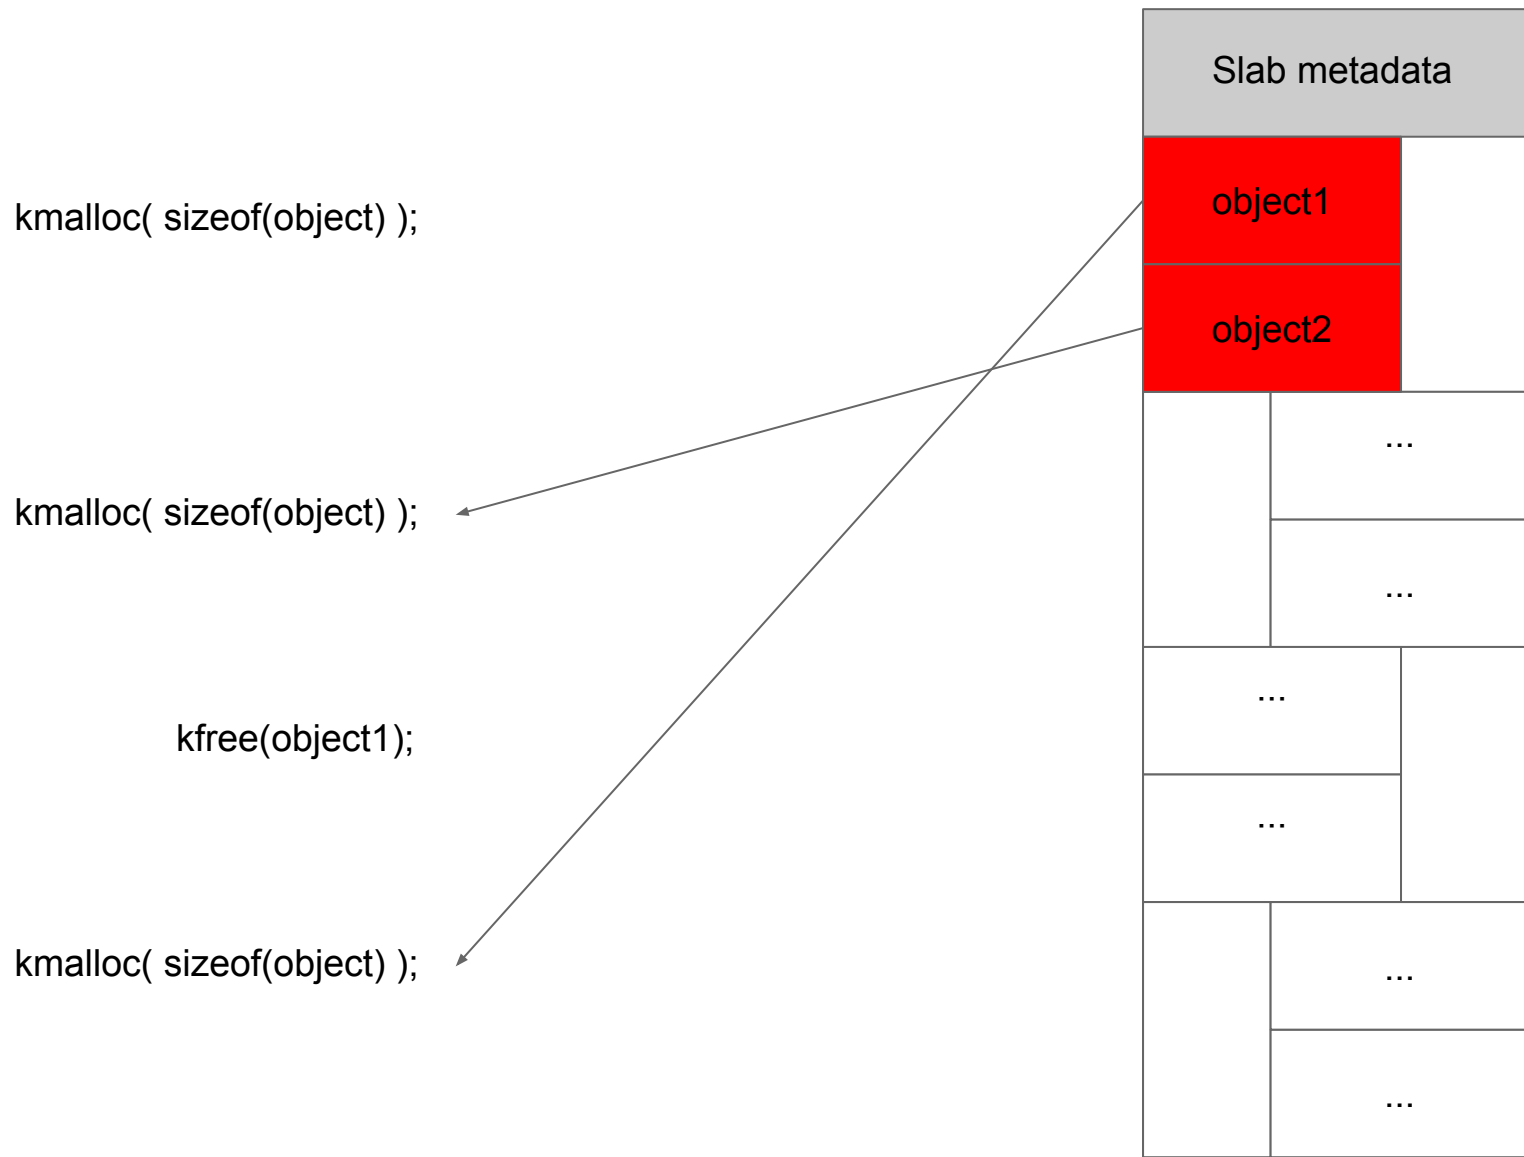 Slab metadata
object1
kmalloc( sizeof(object) );
object2
...
kmalloc( sizeof(object) );
...
...
kfree(object1);
...
kmalloc( sizeof(object) );
...
...